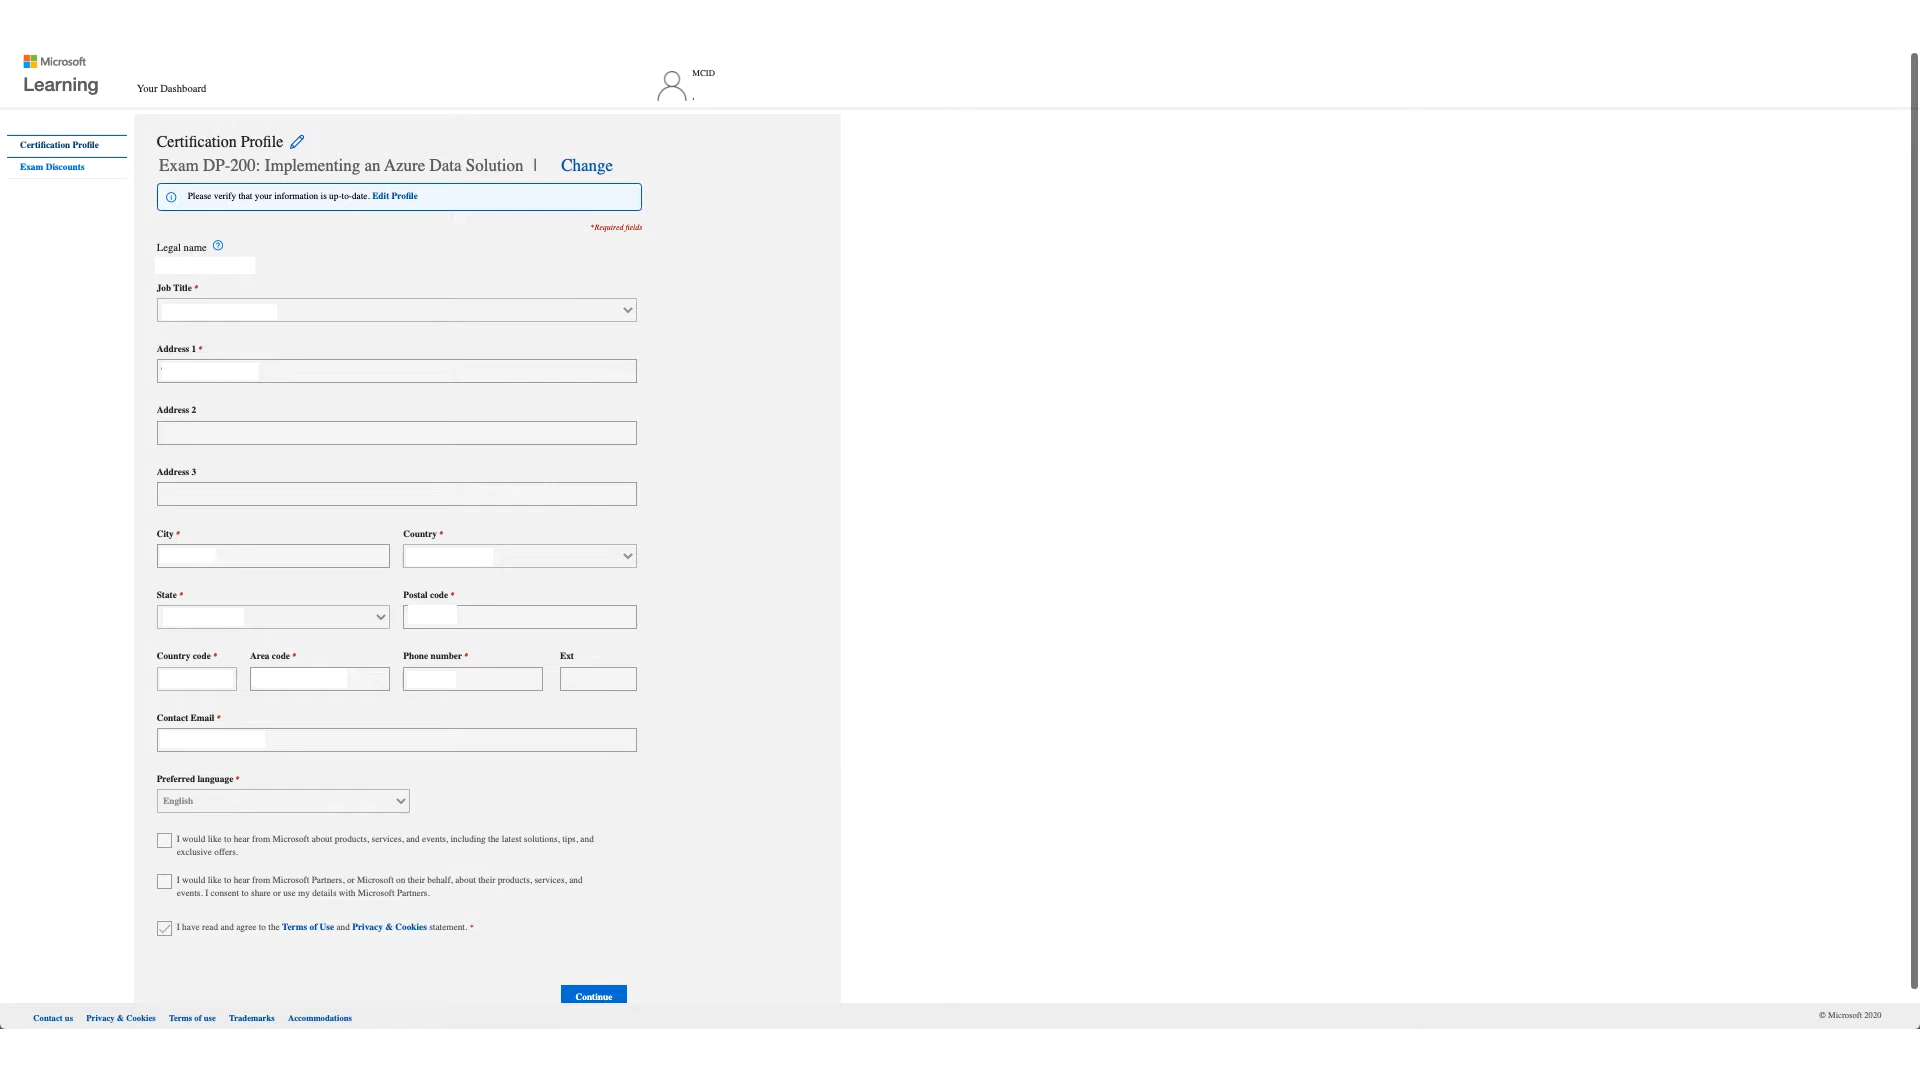 Microsoft
Learning
Your Dashboard
MCID
Certification Profile
Exam Discounts
Certification Profile
Exam DP-200: Implementing an Azure Data Solution | Change
Please verify that your information is up-to-date. Edit Profile
*Required fields
Legal name
Job Title *
Address 1 *
Address 2
Address 3
City * Country *
State * Postal code *
Country code * Area code * Phone number * Ext
Contact Email *
Preferred language *
English
I would like to hear from Microsoft about products, services, and events, including the latest solutions, tips, and
exclusive offers.
I would like to hear from Microsoft Partners, or Microsoft on their behalf, about their products, services, and
events. I consent to share or use my details with Microsoft Partners.
I have read and agree to the Terms of Use and Privacy & Cookies statement. *
Continue
Contact us Privacy & Cookies Terms of use Trademarks Accommodations
© Microsoft 2020